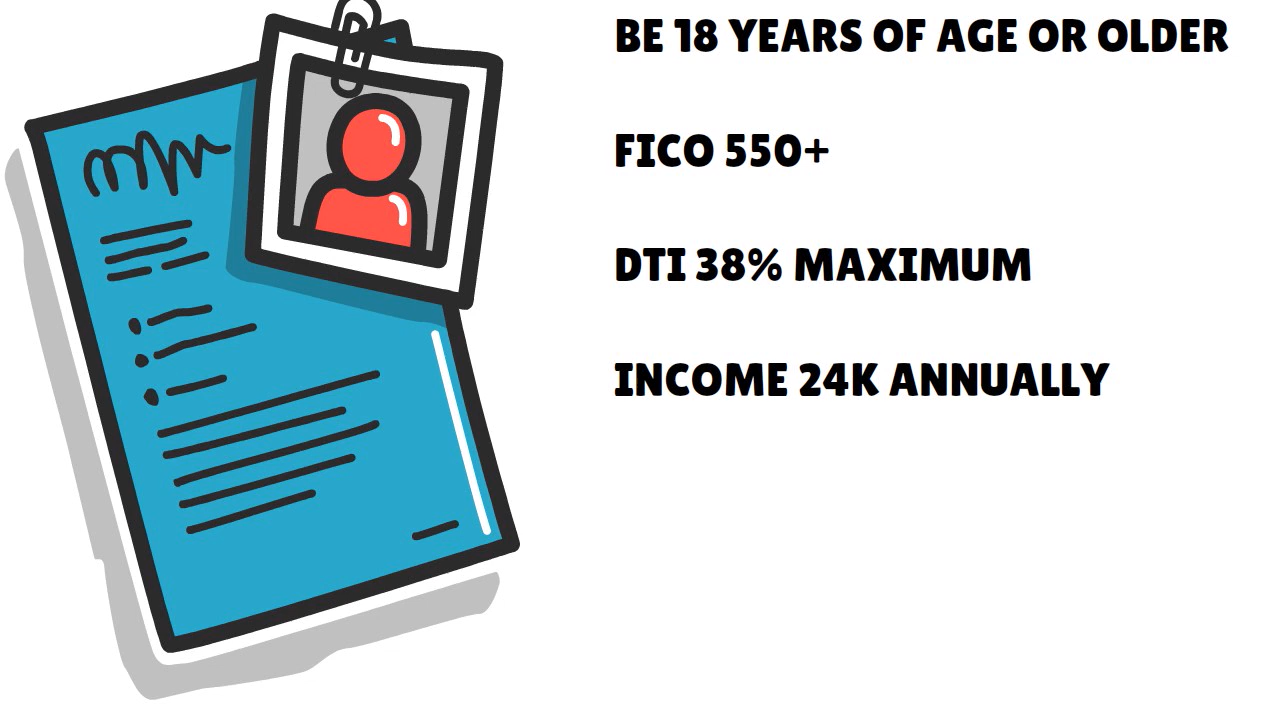 BE 18 YEARS OF AGE OR OLDER
FICO 550+
DTI 38% MAXIMUM
INCOME 24K ANNUALLY